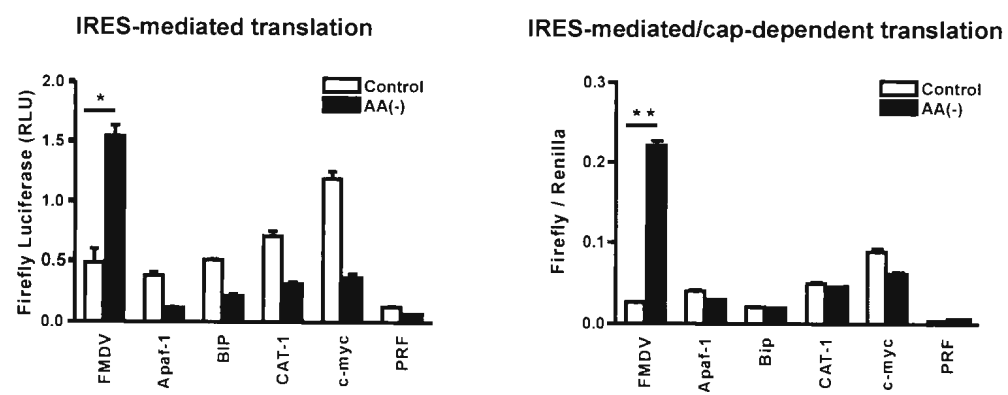 IRES-mediated translation
Firefly Luciferase (RLU)
2.0
1.5
1.0
0.5
0.0
*
Control
AA(-)
FMDV
Apaf-1
BIP
CAT-1
c-myc
PRF
IRES-mediated/cap-dependent translation
Firefly / Renilla
0.3
0.2
0.1
0.0
**
Control
AA(-)
FMDV
Apaf-1
Bip
CAT-1
c-myc
PRF